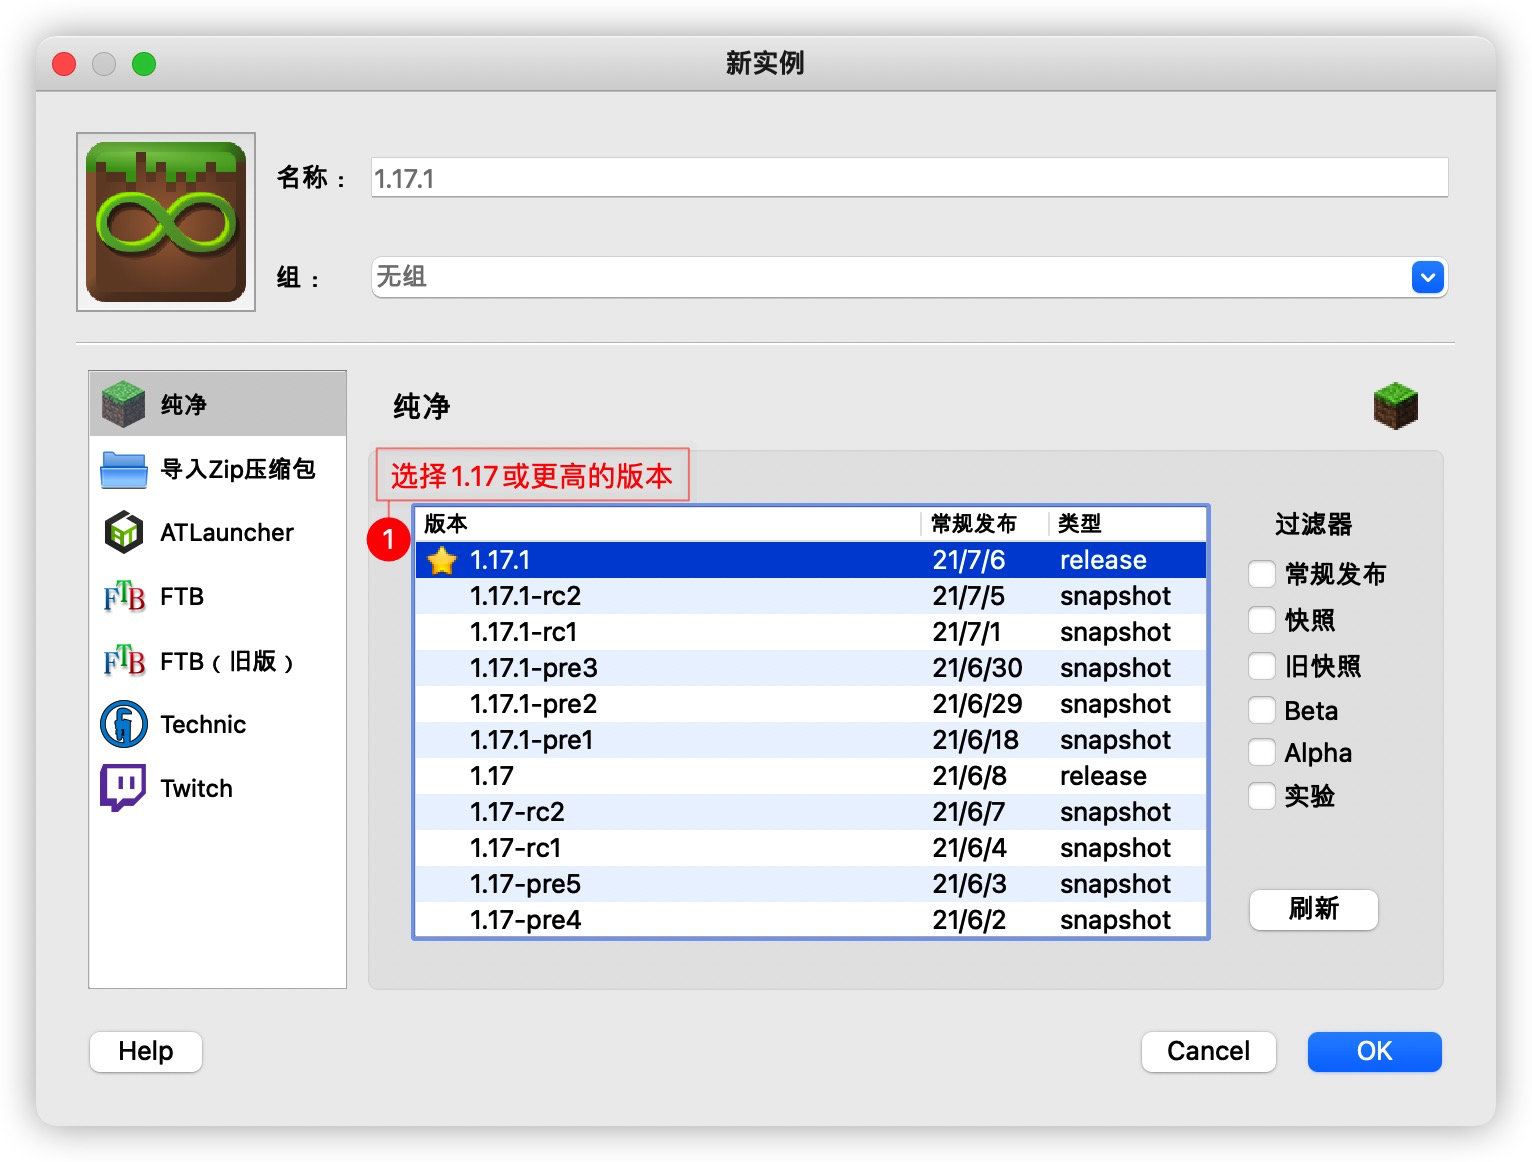 新实例
名称： 1.17.1
组： 无组
纯净
导入Zip压缩包
ATLauncher
FTB
FTB（旧版）
Technic
Twitch
纯净
选择1.17或更高的版本
1
版本 常规发布 类型
1.17.1 21/7/6 release
1.17.1-rc2 21/7/5 snapshot
1.17.1-rc1 21/7/1 snapshot
1.17.1-pre3 21/6/30 snapshot
1.17.1-pre2 21/6/29 snapshot
1.17.1-pre1 21/6/18 snapshot
1.17 21/6/8 release
1.17-rc2 21/6/7 snapshot
1.17-rc1 21/6/4 snapshot
1.17-pre5 21/6/3 snapshot
1.17-pre4 21/6/2 snapshot
过滤器
常规发布
快照
旧快照
Beta
Alpha
实验
刷新
Help Cancel OK